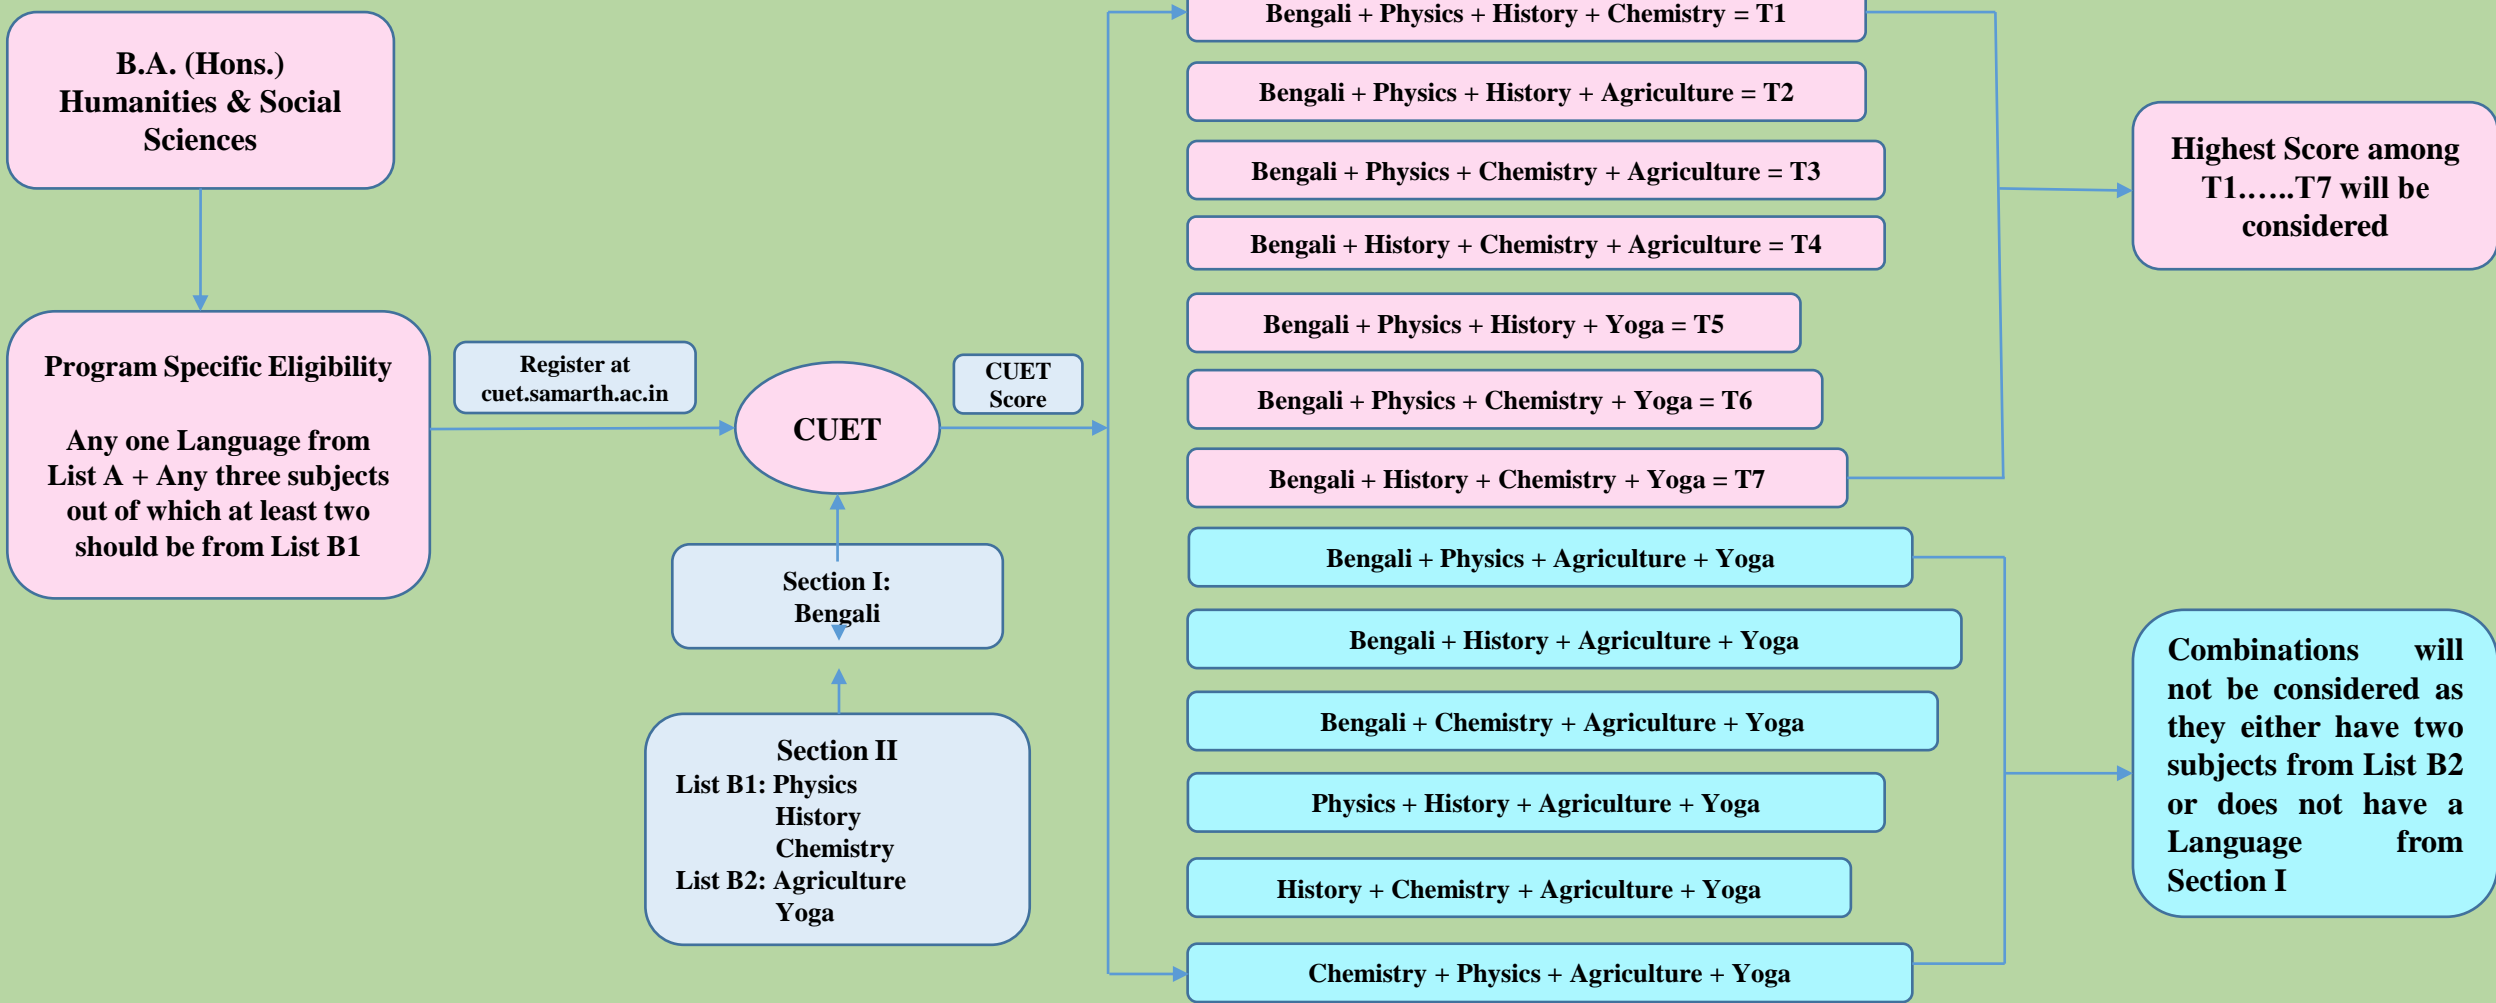 B.A. (Hons.)
Humanities & Social
Sciences
Program Specific Eligibility
Any one Language from
List A + Any three subjects
out of which at least two
should be from List B1
Register at
cuet.samarth.ac.in
CUET
CUET
Score
Section I:
Bengali
Section II
List B1: Physics
History
Chemistry
List B2: Agriculture
Yoga
Bengali + Physics + History + Chemistry = T1
Bengali + Physics + History + Agriculture = T2
Bengali + Physics + Chemistry + Agriculture = T3
Bengali + History + Chemistry + Agriculture = T4
Bengali + Physics + History + Yoga = T5
Bengali + Physics + Chemistry + Yoga = T6
Bengali + History + Chemistry + Yoga = T7
Bengali + Physics + Agriculture + Yoga
Bengali + History + Agriculture + Yoga
Bengali + Chemistry + Agriculture + Yoga
Physics + History + Agriculture + Yoga
History + Chemistry + Agriculture + Yoga
Chemistry + Physics + Agriculture + Yoga
Highest Score among
T1…...T7 will be
considered
Combinations will
not be considered as
they either have two
subjects from List B2
or does not have a
Language from
Section I